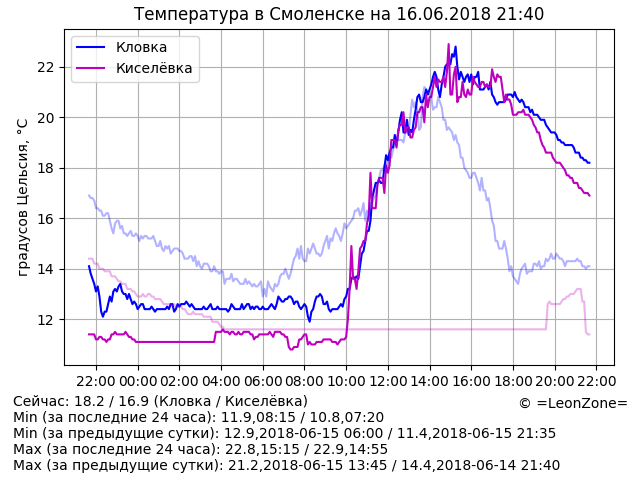 Температура в Смоленске на 16.06.2018 21:40
Кловка
Киселёвка
градусов Цельсия, °C
22
20
18
16
14
12
22:00 00:00 02:00 04:00 06:00 08:00 10:00 12:00 14:00 16:00 18:00 20:00 22:00
Сейчас: 18.2 / 16.9 (Кловка / Киселёвка)
© =LeonZone=
Min (за последние 24 часа): 11.9,08:15 / 10.8,07:20
Min (за предыдущие сутки): 12.9,2018-06-15 06:00 / 11.4,2018-06-15 21:35
Max (за последние 24 часа): 22.8,15:15 / 22.9,14:55
Max (за предыдущие сутки): 21.2,2018-06-15 13:45 / 14.4,2018-06-14 21:40